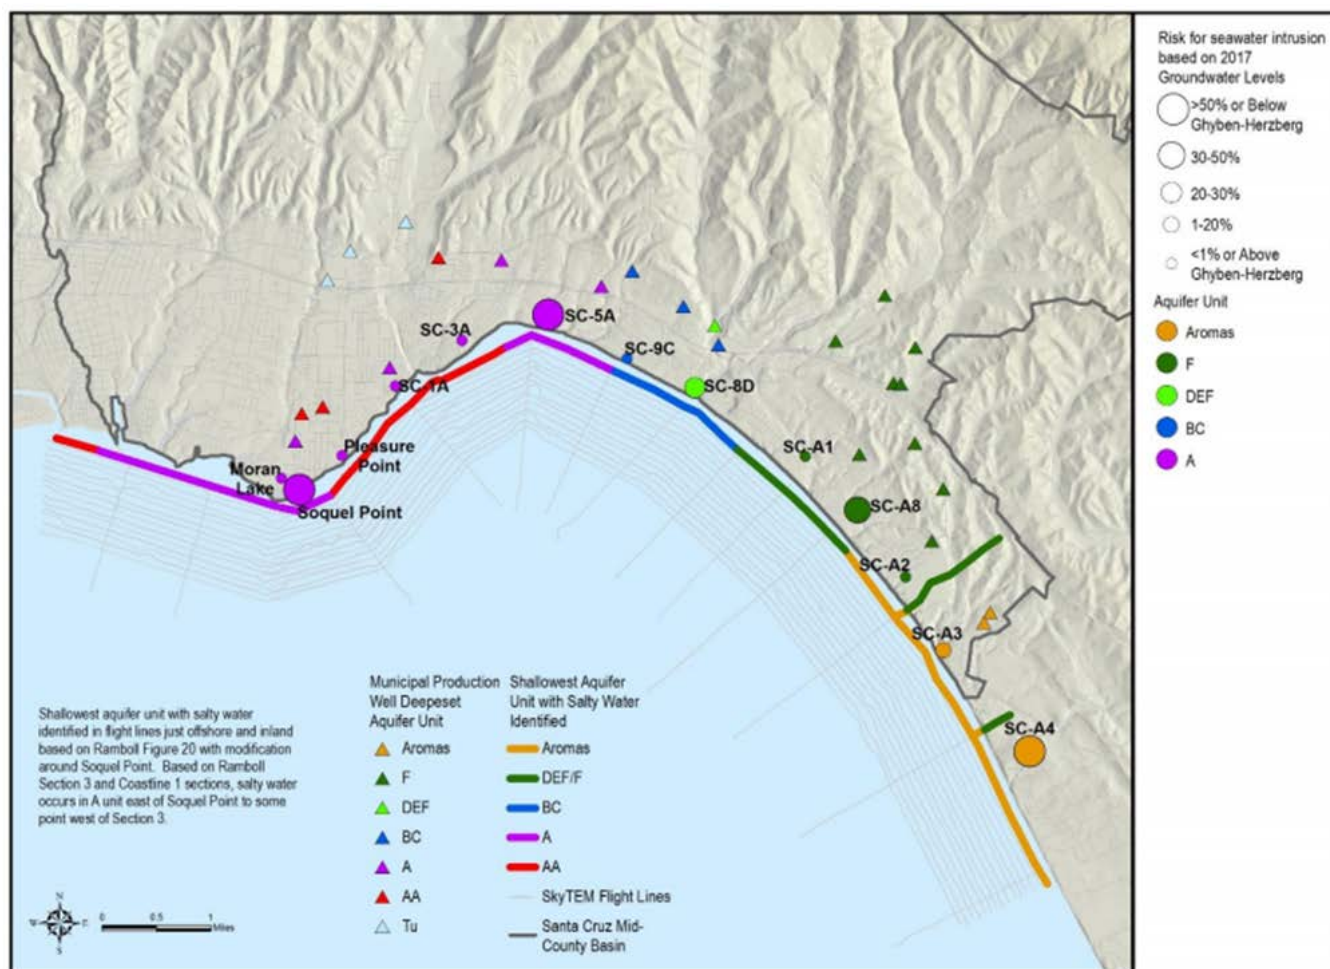 Risk for seawater intrusion
based on 2017
Groundwater Levels
>50% or Below
Ghyben-Herzberg
30-50%
20-30%
1-20%
<1% or Above
Ghyben-Herzberg
Aquifer Unit
Aromas
F
DEF
BC
A
SC-5A
SC-3A
SC-9C
SC-1A
SC-8D
Pleasure
Point
Moran
Lake
Soquel Point
SC-A1
SC-A8
SC-A2
SC-A3
SC-A4
Shallowest aquifer unit with salty water
identified in flight lines just offshore and inland
based on Ramboll Figure 20 with modification
around Soquel Point. Based on Ramboll
Section 3 and Coastline 1 sections, salty water
occurs in A unit east of Soquel Point to some
point west of Section 3.
Municipal Production
Well Deepeset
Aquifer Unit
Aromas
F
DEF
BC
A
AA
Tu
Shallowest Aquifer
Unit with Salty Water
Identified
Aromas
DEF/F
BC
A
AA
SkyTEM Flight Lines
Santa Cruz Mid-
County Basin
N
W
E
S
0 0.5 1
Miles